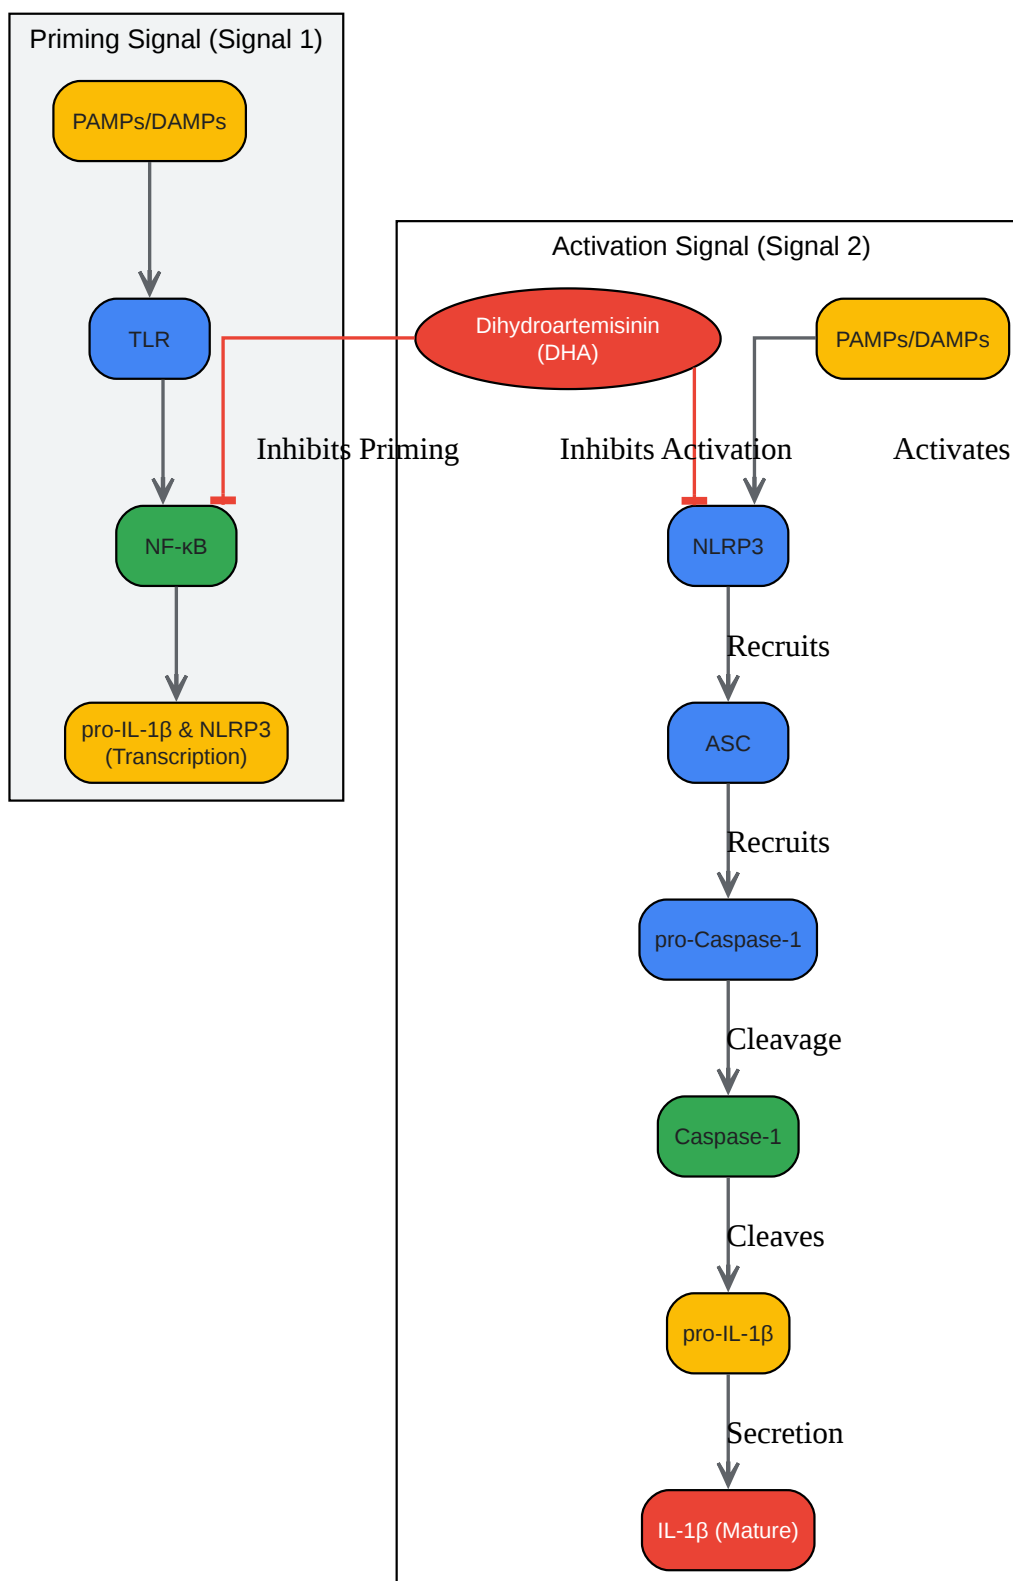 Priming Signal (Signal 1)
PAMPs/DAMPs
TLR
NF-κB
pro-IL-1β & NLRP3
(Transcription)
Inhibits Priming
Activation Signal (Signal 2)
Dihydroartemisinin
(DHA)
PAMPs/DAMPs
Inhibits Activation
Activates
NLRP3
Recruits
ASC
Recruits
pro-Caspase-1
Cleavage
Caspase-1
Cleaves
pro-IL-1β
Secretion
IL-1β (Mature)